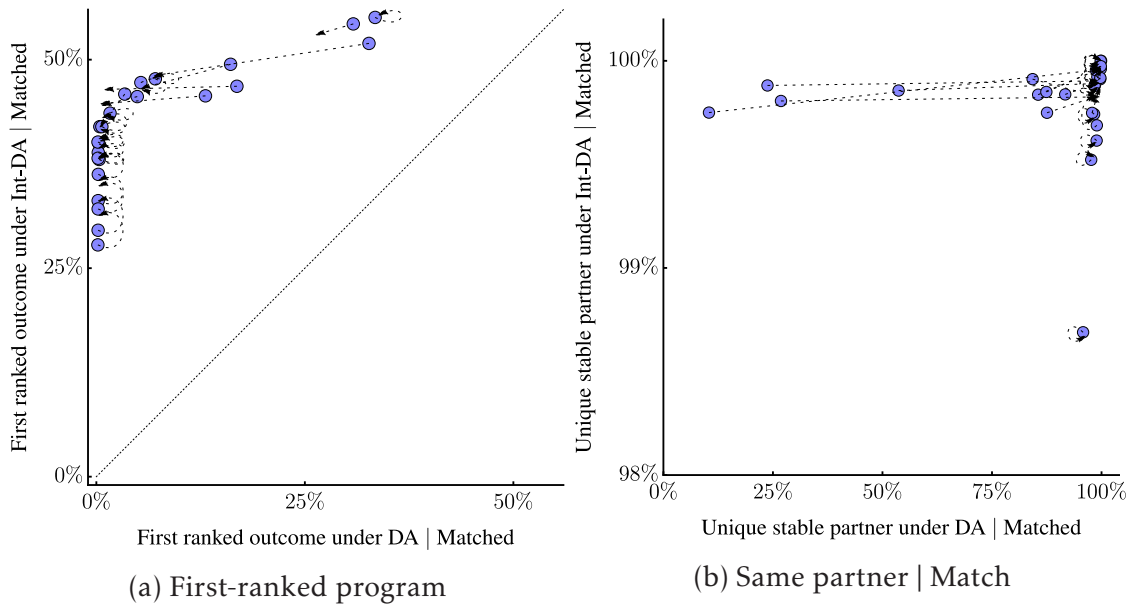 First ranked outcome under Int-DA | Matched
50%
25%
0%
0%
25%
50%
First ranked outcome under DA | Matched
(a) First-ranked program
Unique stable partner under Int-DA | Matched
100%
99%
98%
0%
25%
50%
75%
100%
Unique stable partner under DA | Matched
(b) Same partner | Match